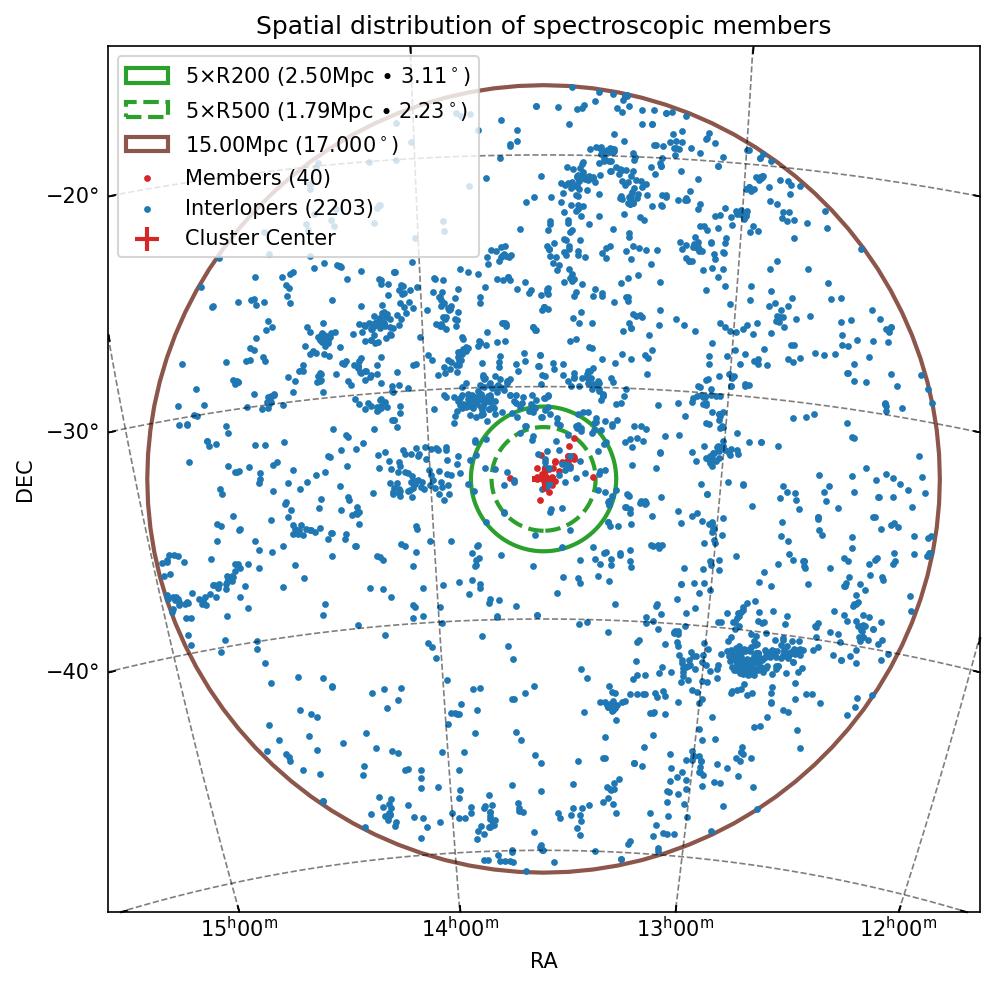 Spatial distribution of spectroscopic members
5×R200 (2.50Mpc • 3.11°)
5×R500 (1.79Mpc • 2.23°)
15.00Mpc (17.000°)
Members (40)
Interlopers (2203)
Cluster Center
−20°
−30°
−40°
DEC
15ʰ00ᵐ 14ʰ00ᵐ 13ʰ00ᵐ 12ʰ00ᵐ
RA